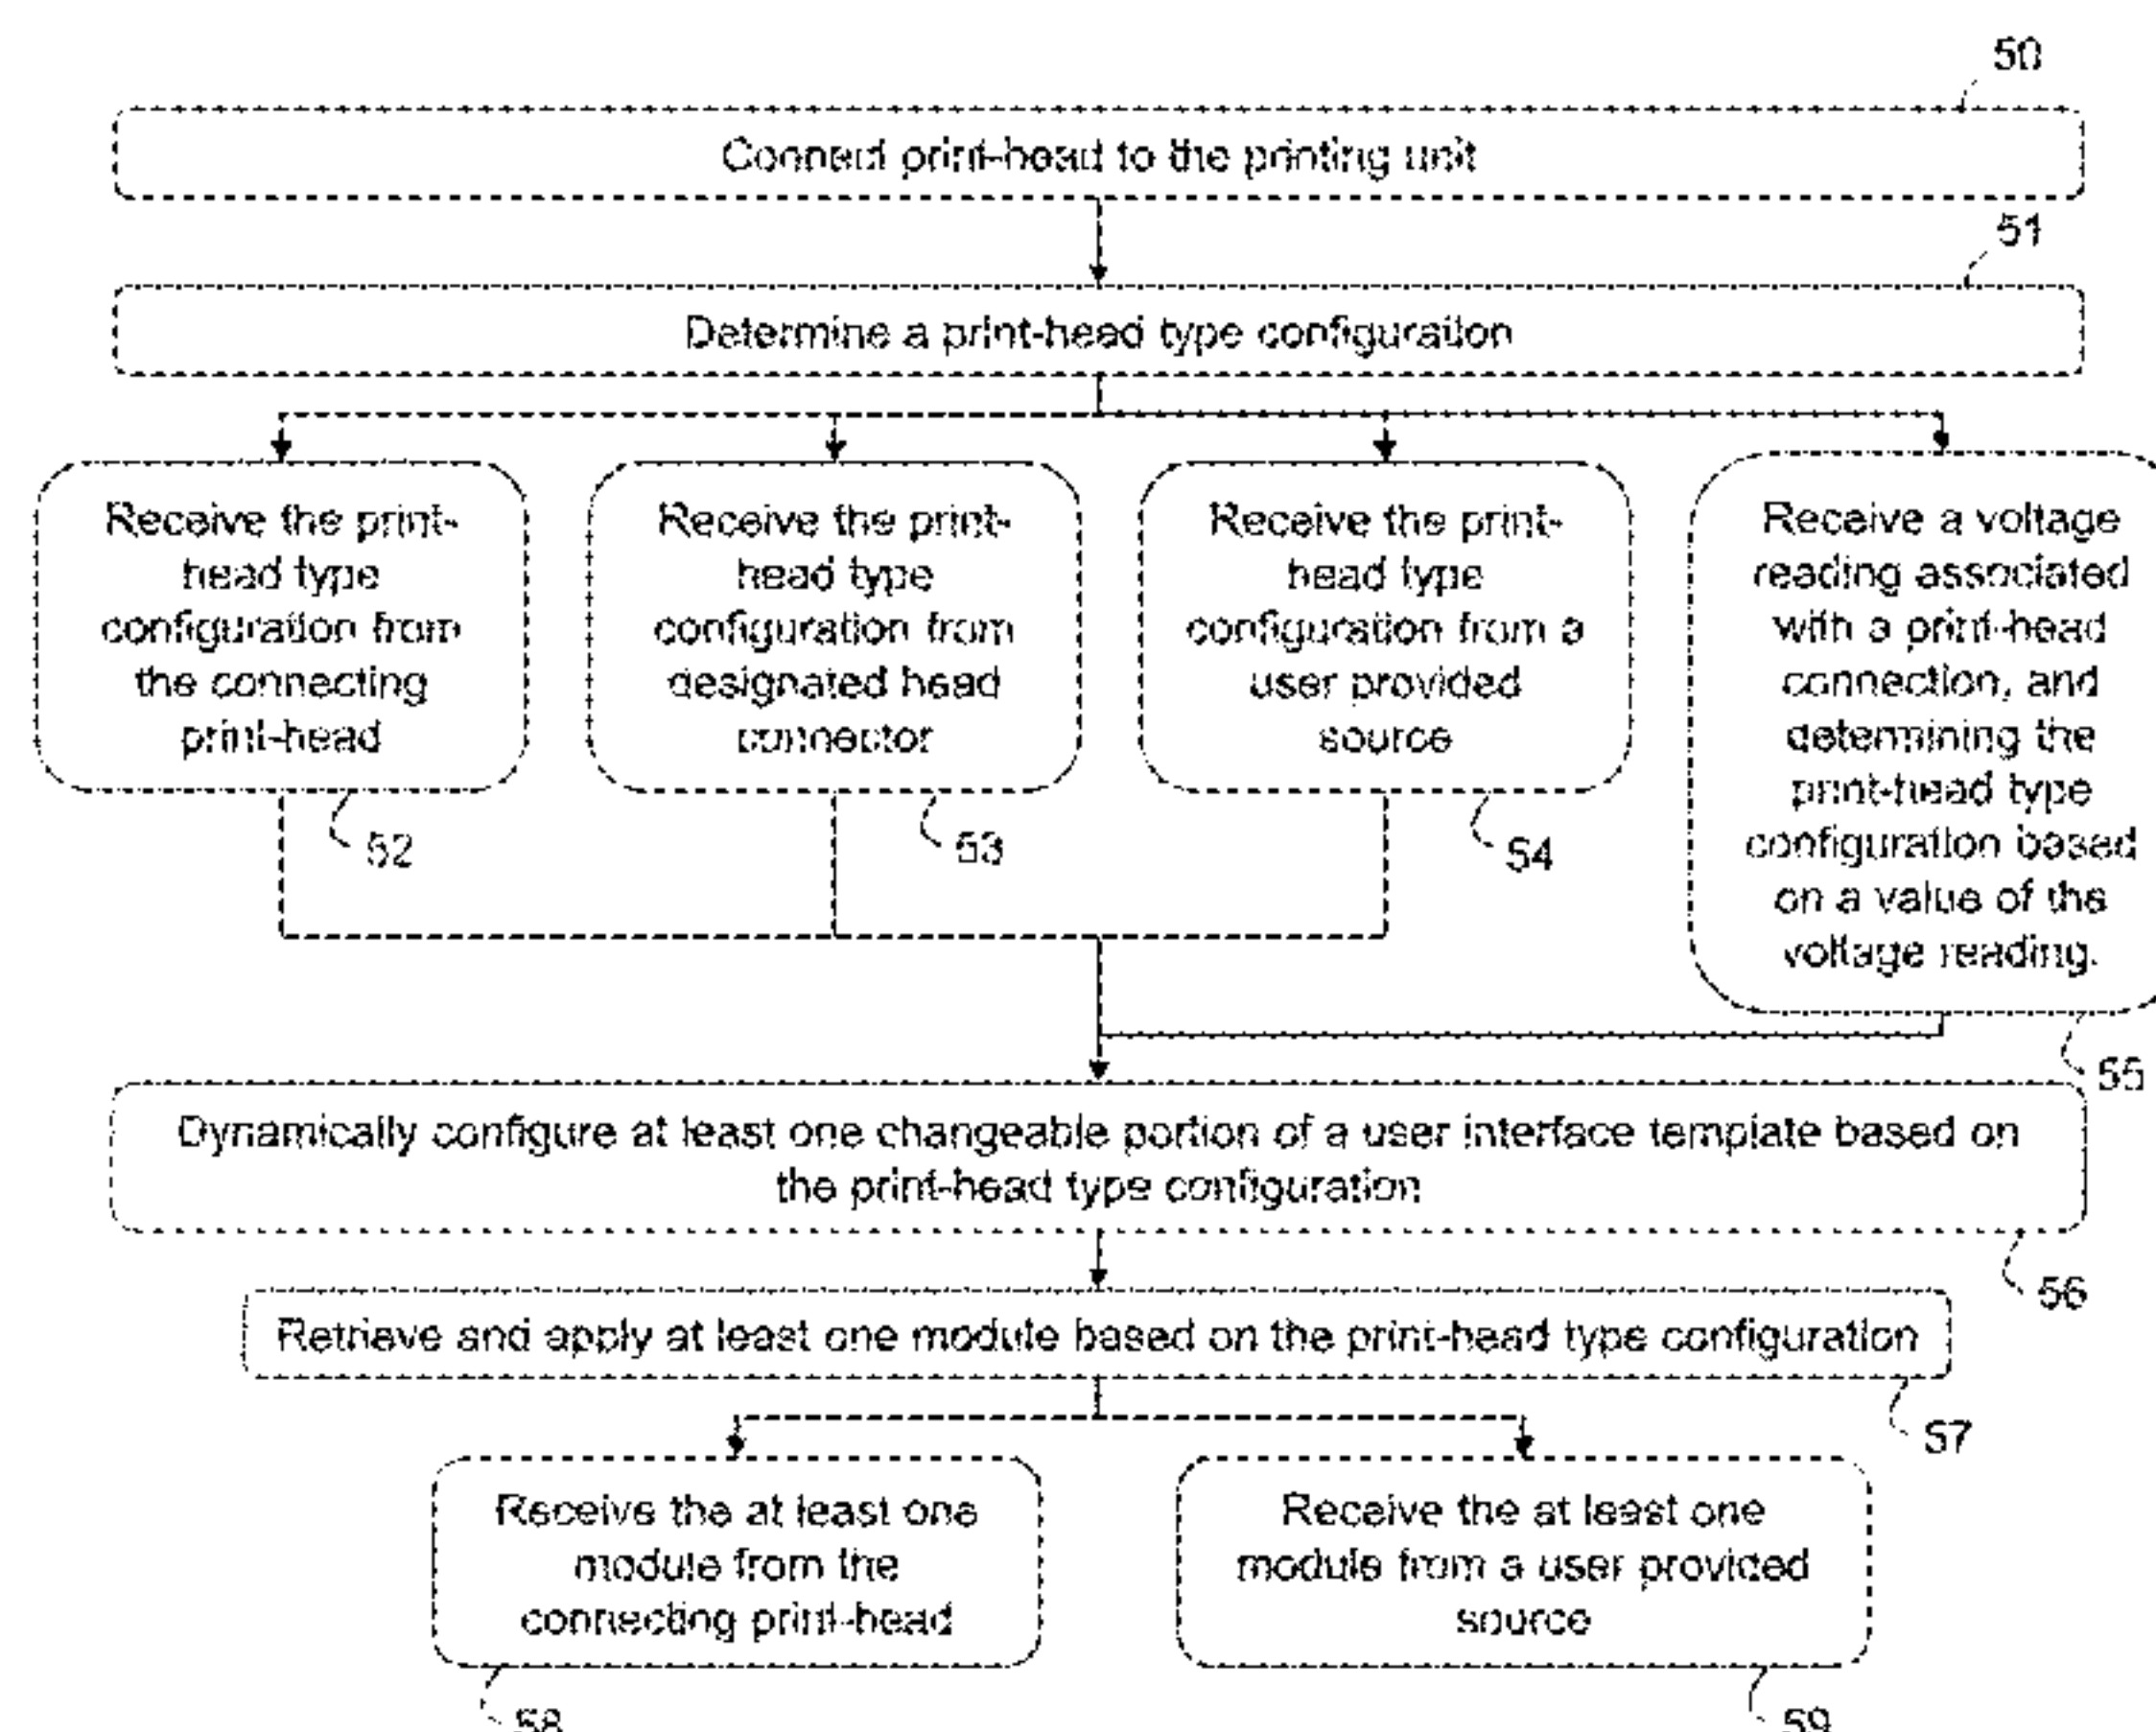 50
Connect print-head to the printing unit
51
Determine a print-head type configuration
Receive the print-
head type
configuration from
the connecting
print-head
52
Receive the print-
head type
configuration from
designated head
connector
53
Receive the print-
head type
configuration from a
user provided
source
54
Receive a voltage
reading associated
with a print-head
connection, and
determining the
print-head type
configuration based
on a value of the
voltage reading.
55
Dynamically configure at least one changeable portion of a user interface template based on
the print-head type configuration
56
Retrieve and apply at least one module based on the print-head type configuration
57
Receive the at least one
module from the
connecting print-head
58
Receive the at least one
module from a user provided
source
59